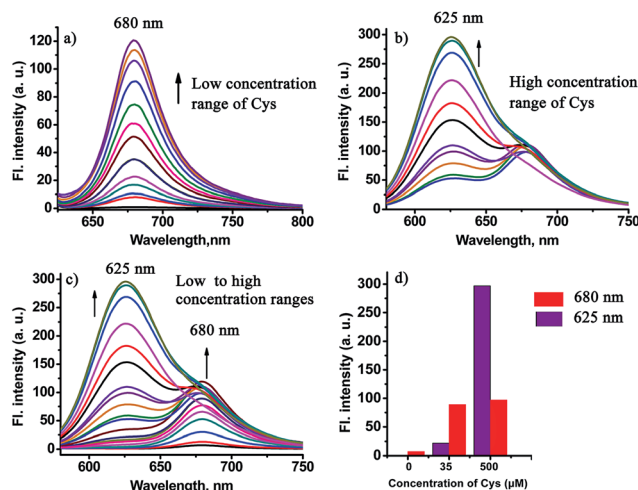 680 nm
a)
Low concentration
range of Cys
Fl. intensity (a. u.)
120
100
80
60
40
20
0
650
700
750
800
Wavelength,nm
625 nm
b)
High concentration
range of Cys
Fl. intensity (a. u.)
300
250
200
150
100
50
0
600
650
700
750
Wavelength, nm
c)
625 nm
Low to high
concentration ranges
680 nm
Fl. intensity (a. u.)
300
250
200
150
100
50
0
600
650
700
750
Wavelength, nm
d)
680 nm
625 nm
Fl. intensity (a. u.)
300
250
200
150
100
50
0
0
35
500
Concentration of Cys (µM)